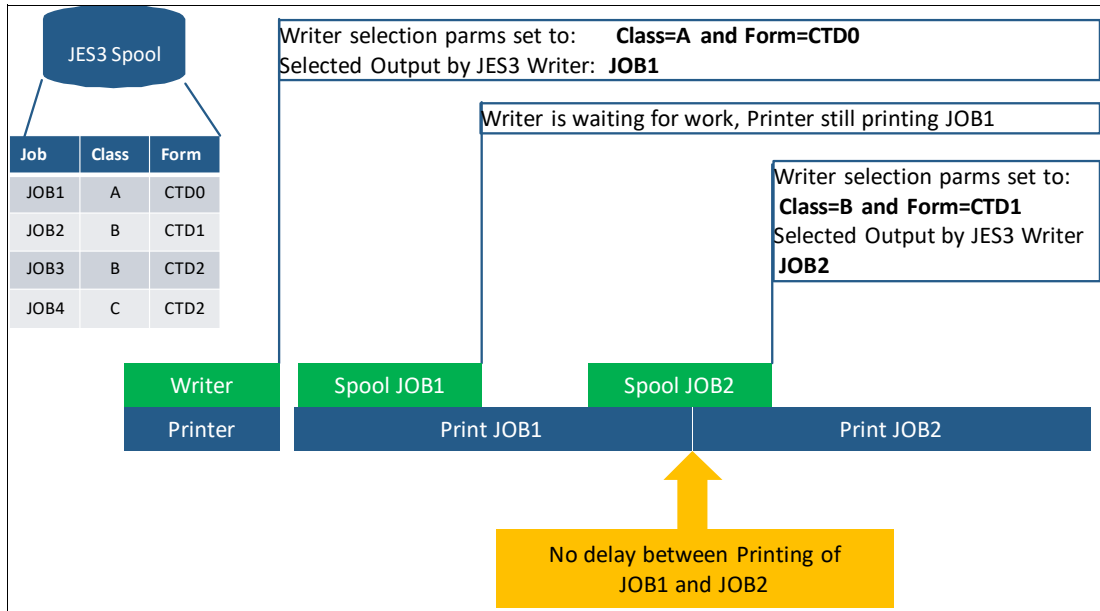 JES3 Spool
Writer selection parms set to: Class=A and Form=CTD0
Selected Output by JES3 Writer: JOB1
Writer is waiting for work, Printer still printing JOB1
Job Class Form
JOB1 A CTD0
JOB2 B CTD1
JOB3 B CTD2
JOB4 C CTD2
Writer selection parms set to:
Class=B and Form=CTD1
Selected Output by JES3 Writer
JOB2
Writer Spool JOB1 Spool JOB2
Printer Print JOB1 Print JOB2
No delay between Printing of
JOB1 and JOB2